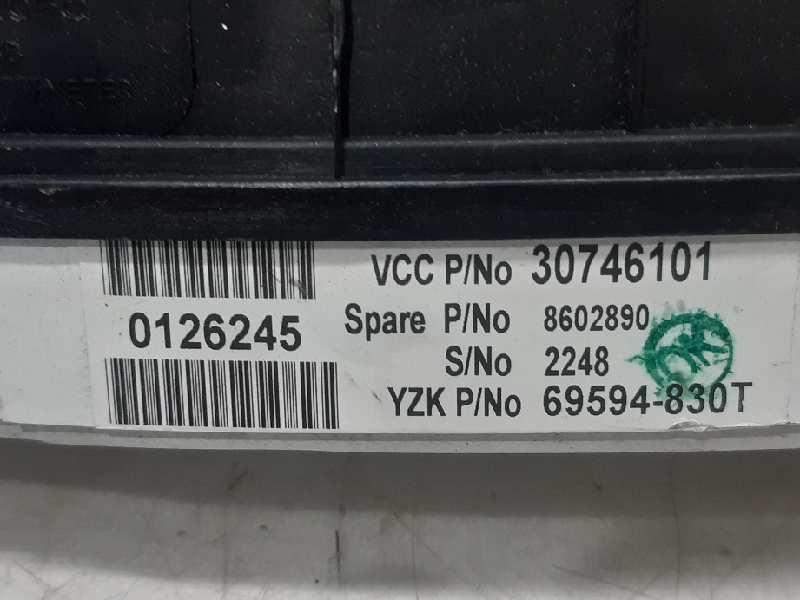 VCC P/No 30746101
0126245
Spare P/No 8602890
S/No 2248
YZK P/No 69594-830T